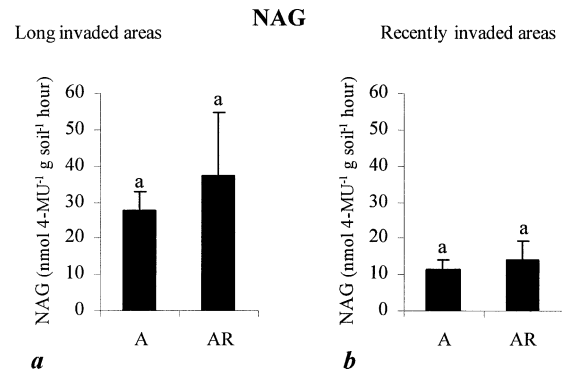 NAG
Long invaded areas
Recently invaded areas
NAG (nmol 4-MU⁻¹ g soil⁻¹ hour)
60
50
40
30
20
10
0
a
a
A
AR
a
NAG (nmol 4-MU⁻¹ g soil⁻¹ hour)
60
50
40
30
20
10
0
a
a
A
AR
b